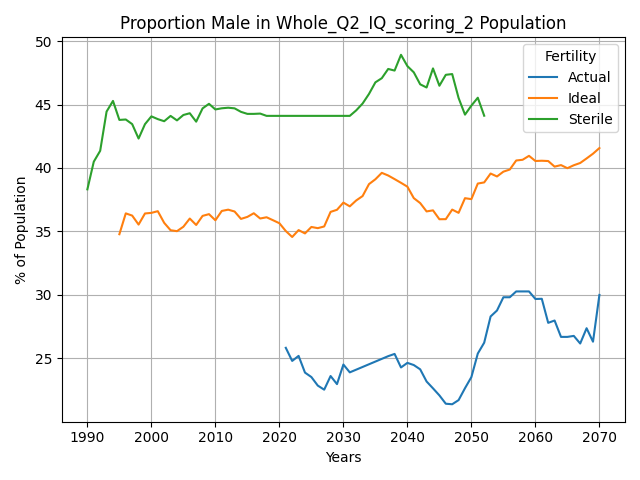 Proportion Male in Whole_Q2_IQ_scoring_2 Population
50
45
40
35
30
25
% of Population
Fertility
Actual
Ideal
Sterile
1990 2000 2010 2020 2030 2040 2050 2060 2070
Years